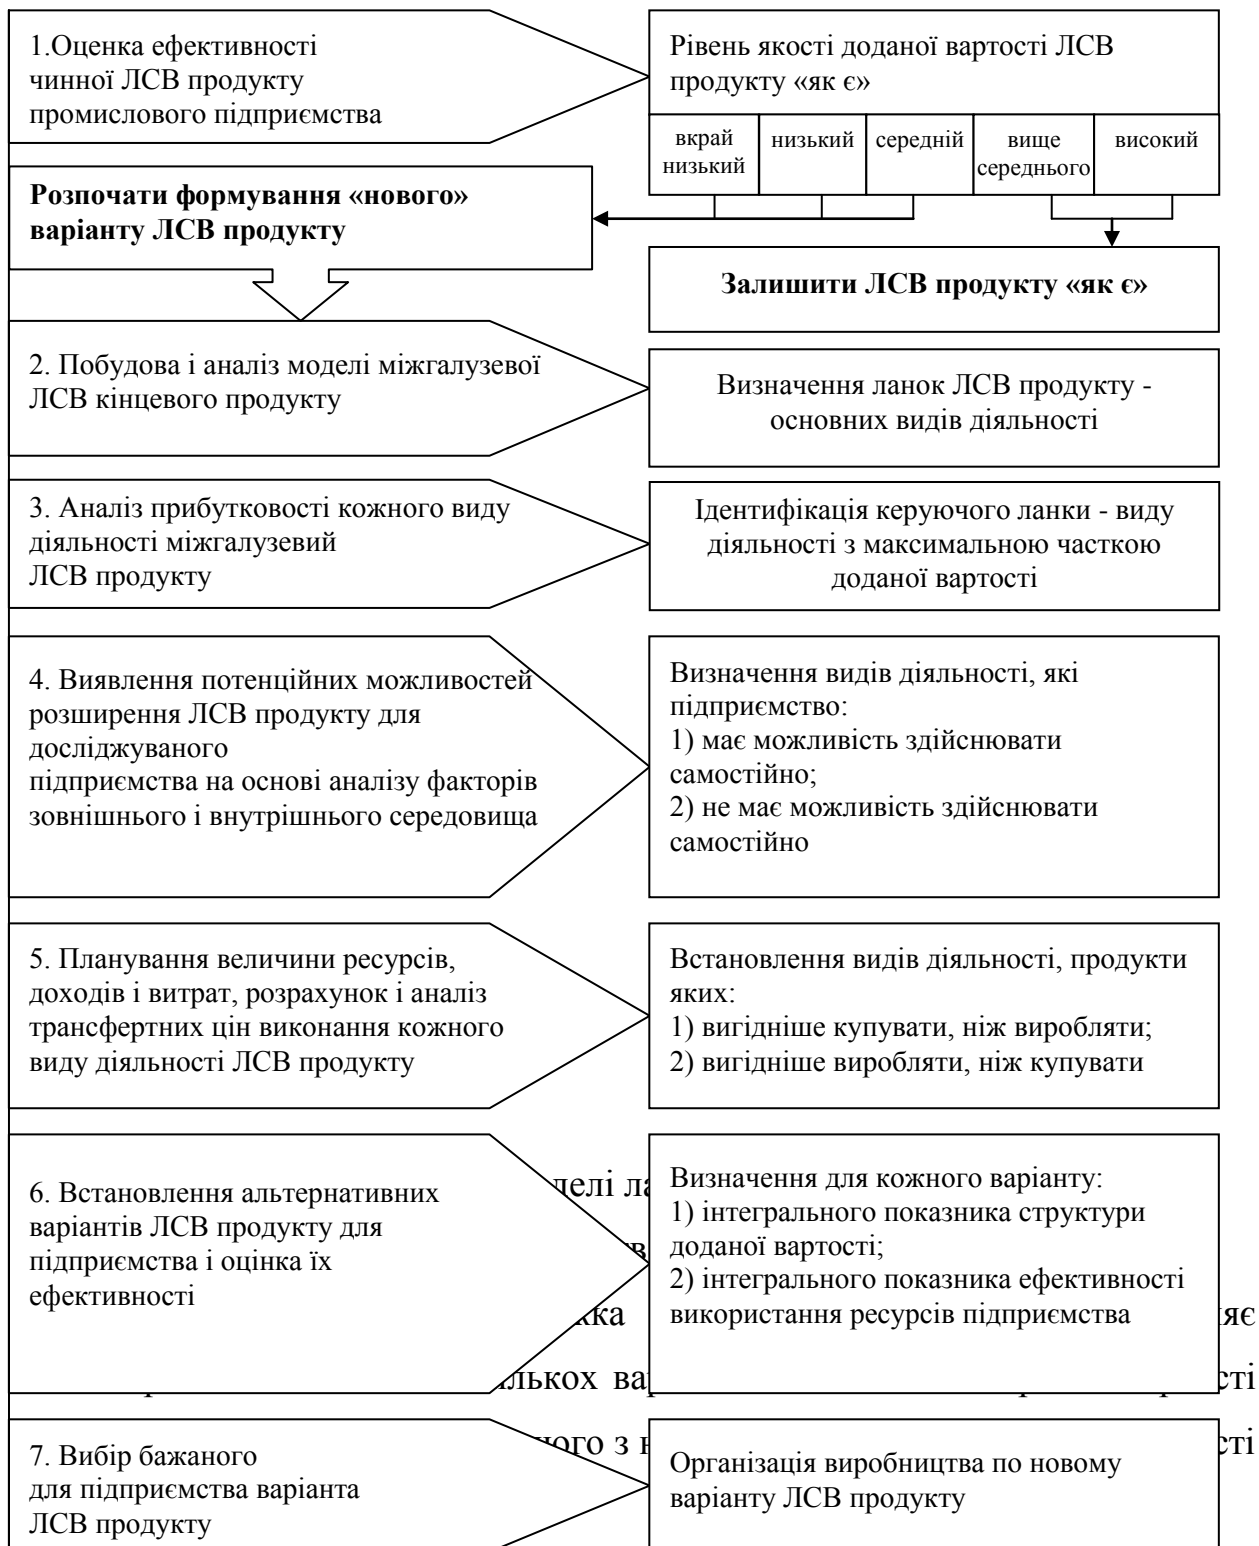 1.Оценка ефективності
чинної ЛСВ продукту
промислового підприємства
Рівень якості доданої вартості ЛСВ
продукту «як є»
вкрай
низький
низький
середній
вище
середнього
високий
Розпочати формування «нового»
варіанту ЛСВ продукту
Залишити ЛСВ продукту «як є»
2. Побудова і аналіз моделі міжгалузевої
ЛСВ кінцевого продукту
Визначення ланок ЛСВ продукту -
основних видів діяльності
3. Аналіз прибутковості кожного виду
діяльності міжгалузевий
ЛСВ продукту
Ідентифікація керуючого ланки - виду
діяльності з максимальною часткою
доданої вартості
4. Виявлення потенційних можливостей
розширення ЛСВ продукту для
досліджуваного
підприємства на основі аналізу факторів
зовнішнього і внутрішнього середовища
Визначення видів діяльності, які
підприємство:
1) має можливість здійснювати
самостійно;
2) не має можливість здійснювати
самостійно
5. Планування величини ресурсів,
доходів і витрат, розрахунок і аналіз
трансфертних цін виконання кожного
виду діяльності ЛСВ продукту
Встановлення видів діяльності, продукти
яких:
1) вигідніше купувати, ніж виробляти;
2) вигідніше виробляти, ніж купувати
6. Встановлення альтернативних
варіантів ЛСВ продукту для
підприємства і оцінка їх
ефективності
Визначення для кожного варіанту:
1) інтегрального показника структури
доданої вартості;
2) інтегрального показника ефективності
використання ресурсів підприємства
7. Вибір бажаного
для підприємства варіанта
ЛСВ продукту
Організація виробництва по новому
варіанту ЛСВ продукту